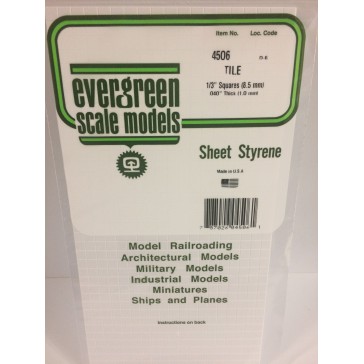 Item No. Loc. Code
4506
TILE
1/3" Squares (8.5 mm)
.040" Thick (1.0 mm)
evergreen
scale models
Sheet Styrene
Made in U.S.A
Model Railroading
Architectural Models
Military Models
Industrial Models
Miniatures
Ships and Planes
Instructions on back